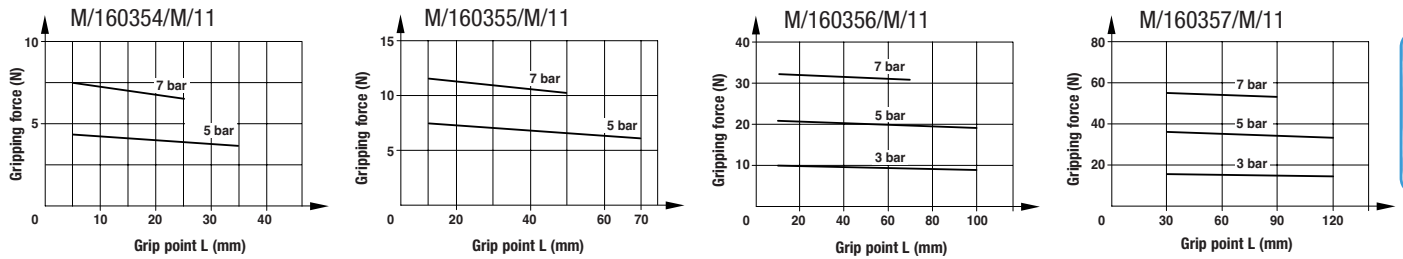 M/160354/M/11
10
5
0
Gripping force (N)
7 bar
5 bar
10 20 30 40
Grip point L (mm)
M/160355/M/11
15
10
5
0
Gripping force (N)
7 bar
5 bar
20 40 60 70
Grip point L (mm)
M/160356/M/11
40
30
20
10
0
Gripping force (N)
7 bar
5 bar
3 bar
20 40 60 80 100
Grip point L (mm)
M/160357/M/11
80
60
40
20
0
Gripping force (N)
7 bar
5 bar
3 bar
30 60 90 120
Grip point L (mm)